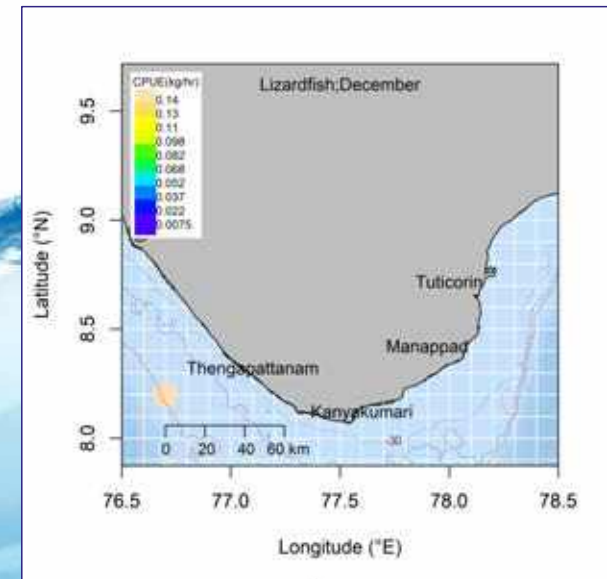 Lizardfish;December
CPUE(kg/hr)
0.14
0.13
0.11
0.098
0.082
0.068
0.052
0.037
0.022
0.0075
9.5
9.0
8.5
8.0
Latitude (°N)
Tuticorin
Manappad
Thengapattanam
Kanyakumari
-30
0 20 40 60 km
76.5 77.0 77.5 78.0 78.5
Longitude (°E)